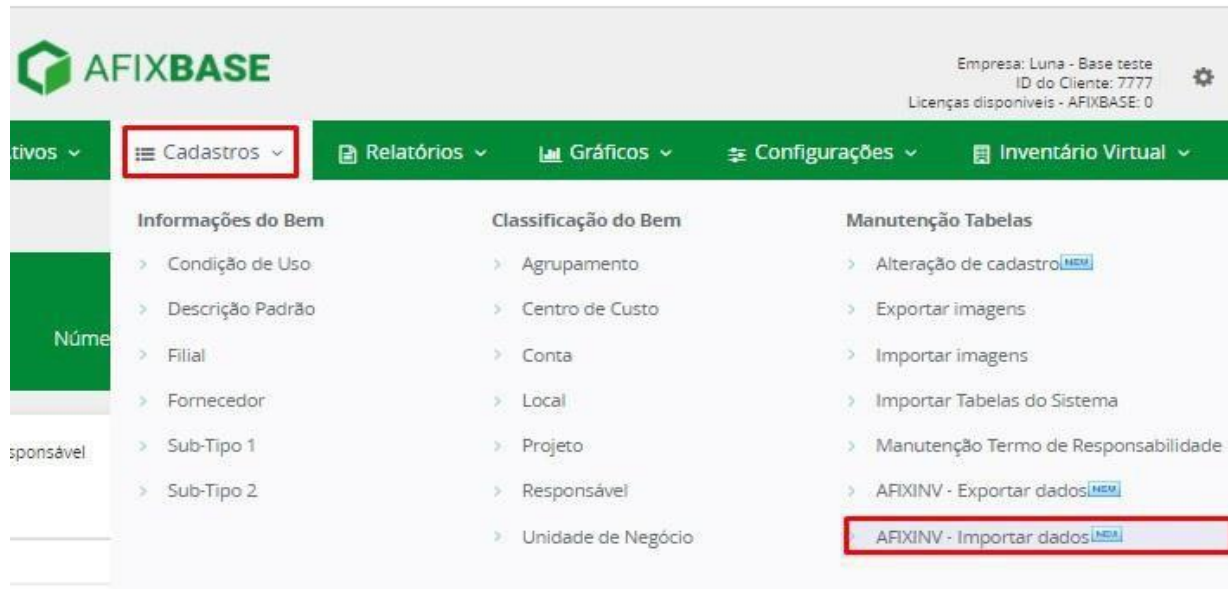 AFIXBASE
Empresa: Luna - Base teste
ID do Cliente: 7777
Licenças disponíveis - AFIXBASE: 0
tivos
Cadastros
Relatórios
Gráficos
Configurações
Inventário Virtual
Informações do Bem
Condição de Uso
Descrição Padrão
Filial
Fornecedor
Sub-Tipo 1
Sub-Tipo 2
Classificação do Bem
Agrupamento
Centro de Custo
Conta
Local
Projeto
Responsável
Unidade de Negócio
Manutenção Tabelas
Alteração de cadastro NEW
Exportar imagens
Importar imagens
Importar Tabelas do Sistema
Manutenção Termo de Responsabilidade
AFIXINV - Exportar dados NEW
AFIXINV - Importar dados NEW
Núme
sponsável